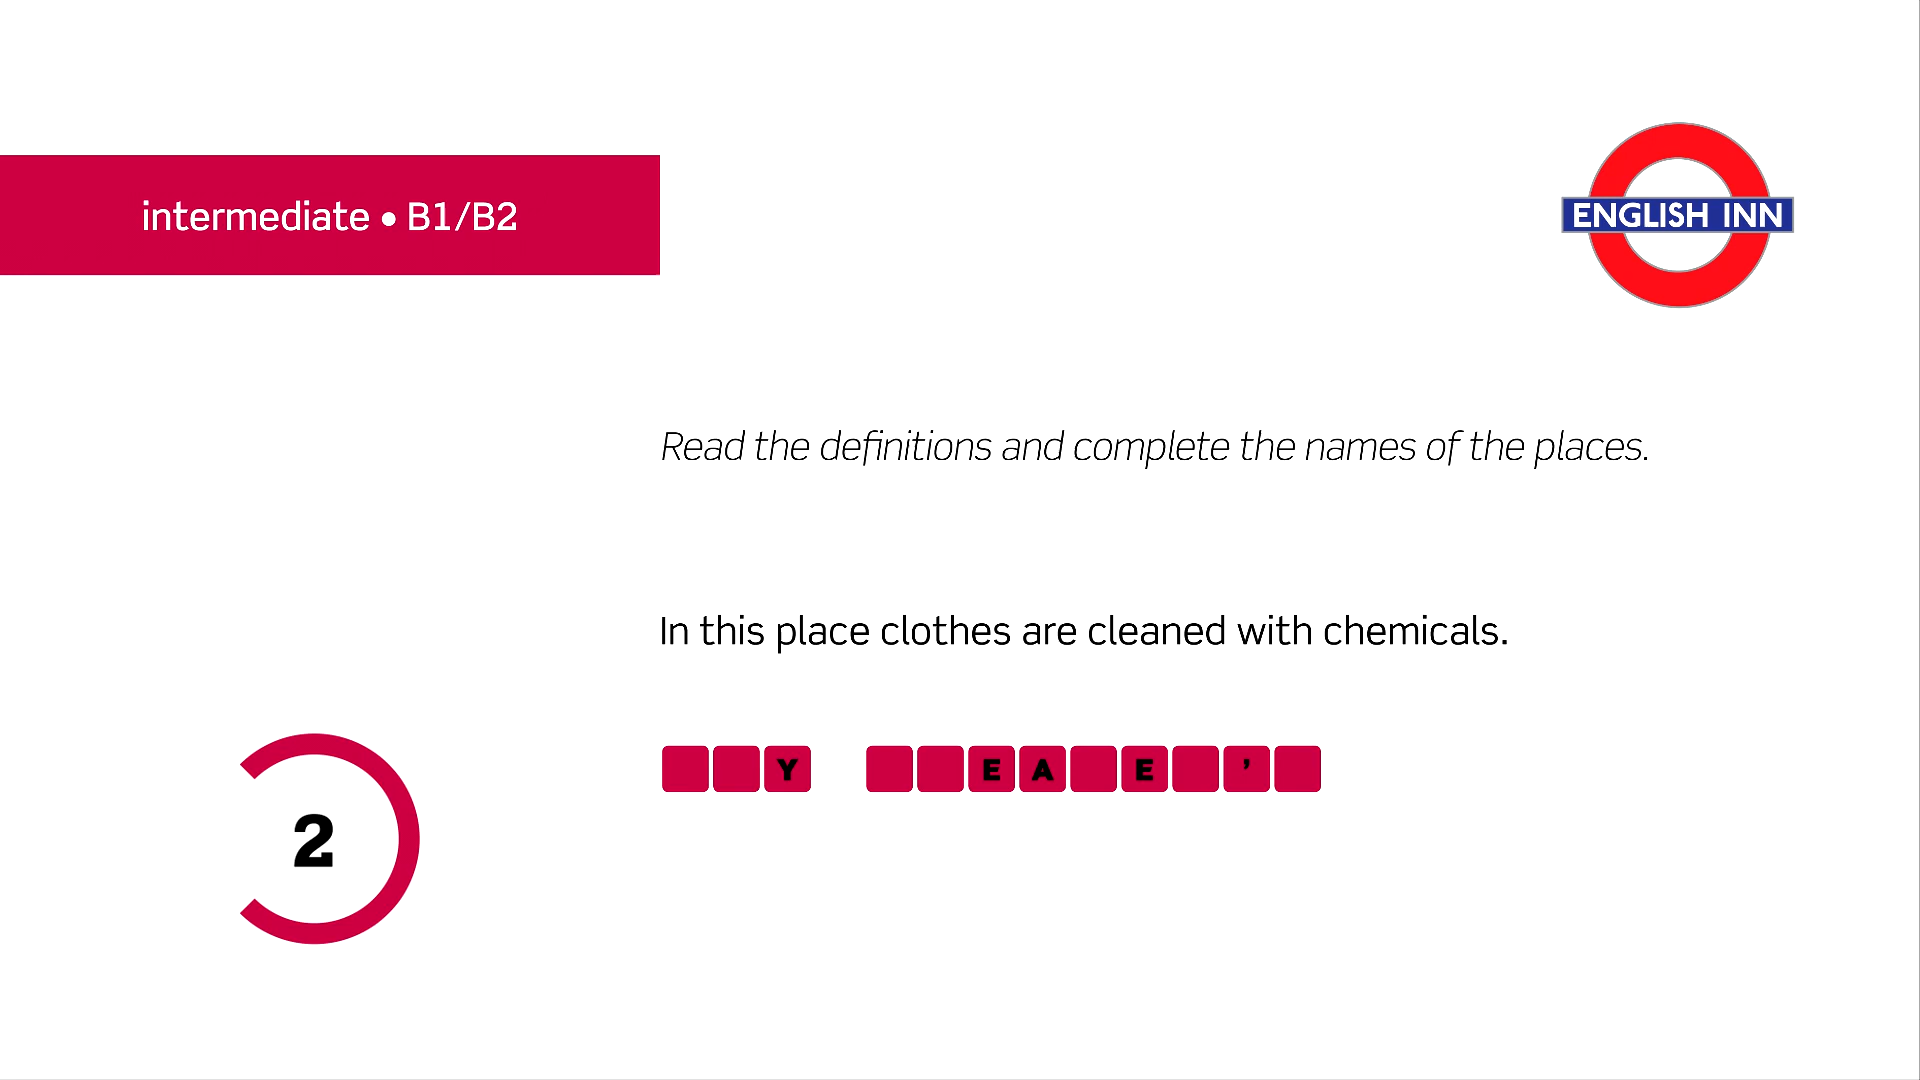 intermediate • B1/B2
ENGLISH INN
Read the definitions and complete the names of the places.
In this place clothes are cleaned with chemicals.
Y EAE’
2